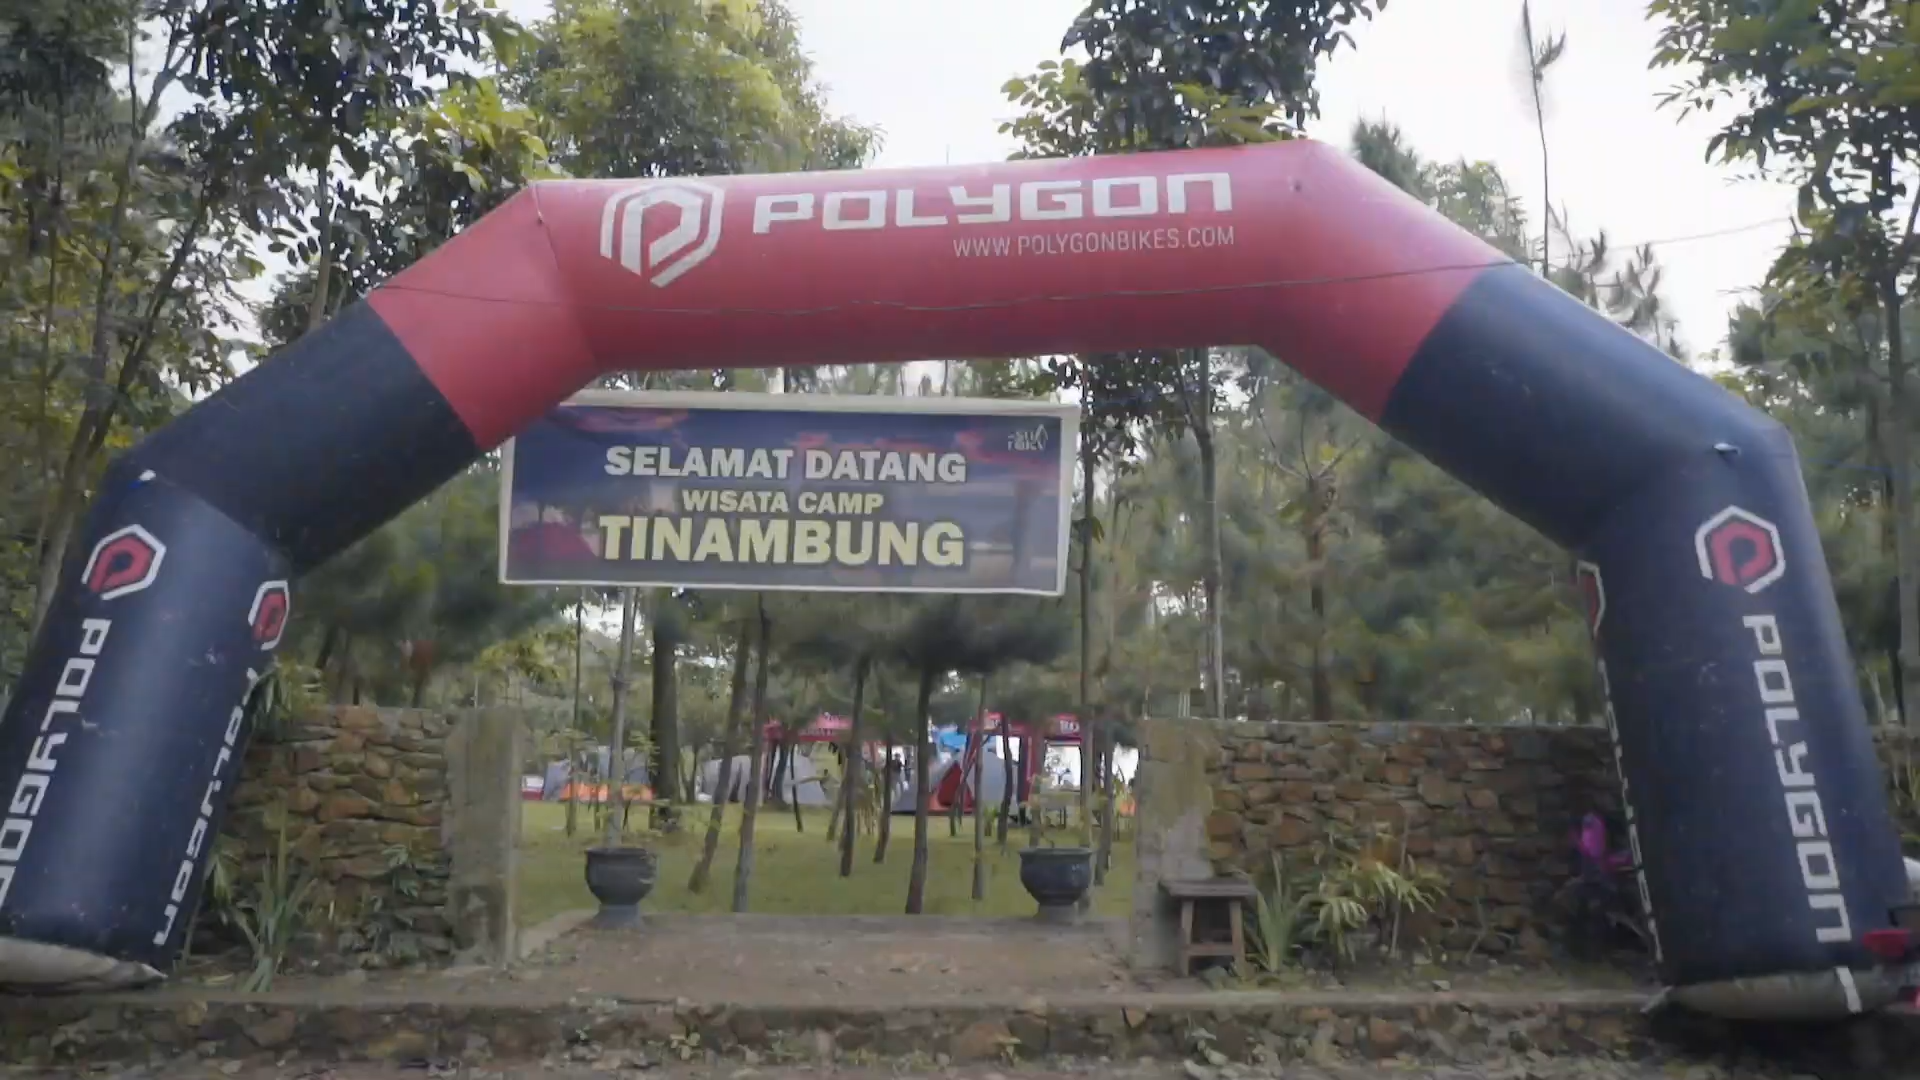 POLYGON
WWW.POLYGONBIKES.COM
SELAMAT DATANG
WISATA CAMP
TINAMBUNG
POLYGON
POLYGON
POLYGON